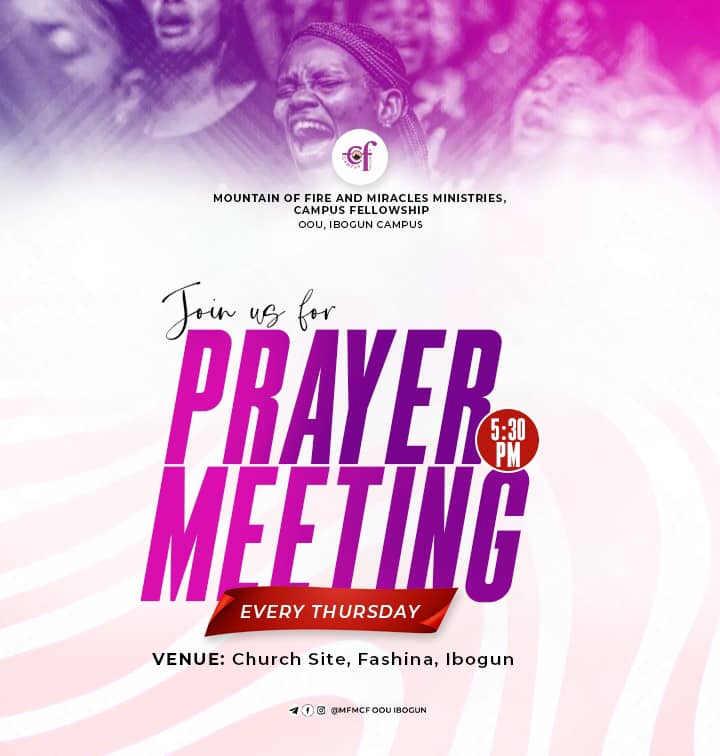 cf
MOUNTAIN OF FIRE AND MIRACLES MINISTRIES,
CAMPUS FELLOWSHIP
OOU, IBOGUN CAMPUS
Join us for
PRAYER
5:30
PM
MEETING
EVERY THURSDAY
VENUE: Church Site, Fashina, Ibogun
@MFMCF OOU IBOGUN